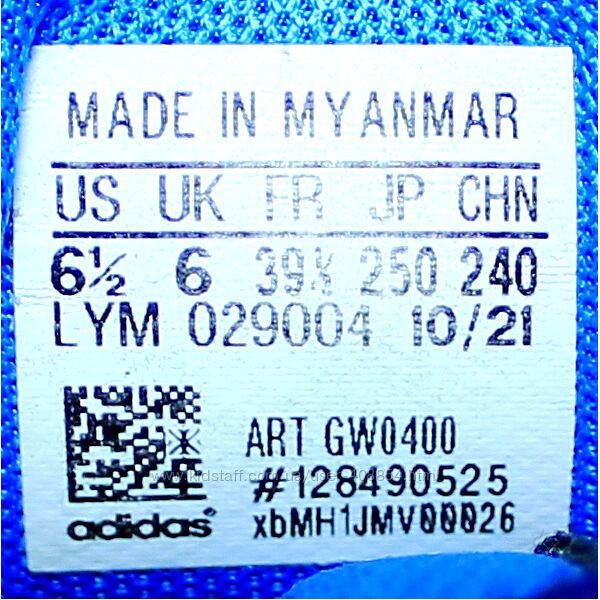 MADE IN MYANMAR
US UK FR JP CHN
6½ 6 39⅓ 250 240
LYM 029004 10/21
ART GW0400
#128490525
adidas® xbMH1JMV00026